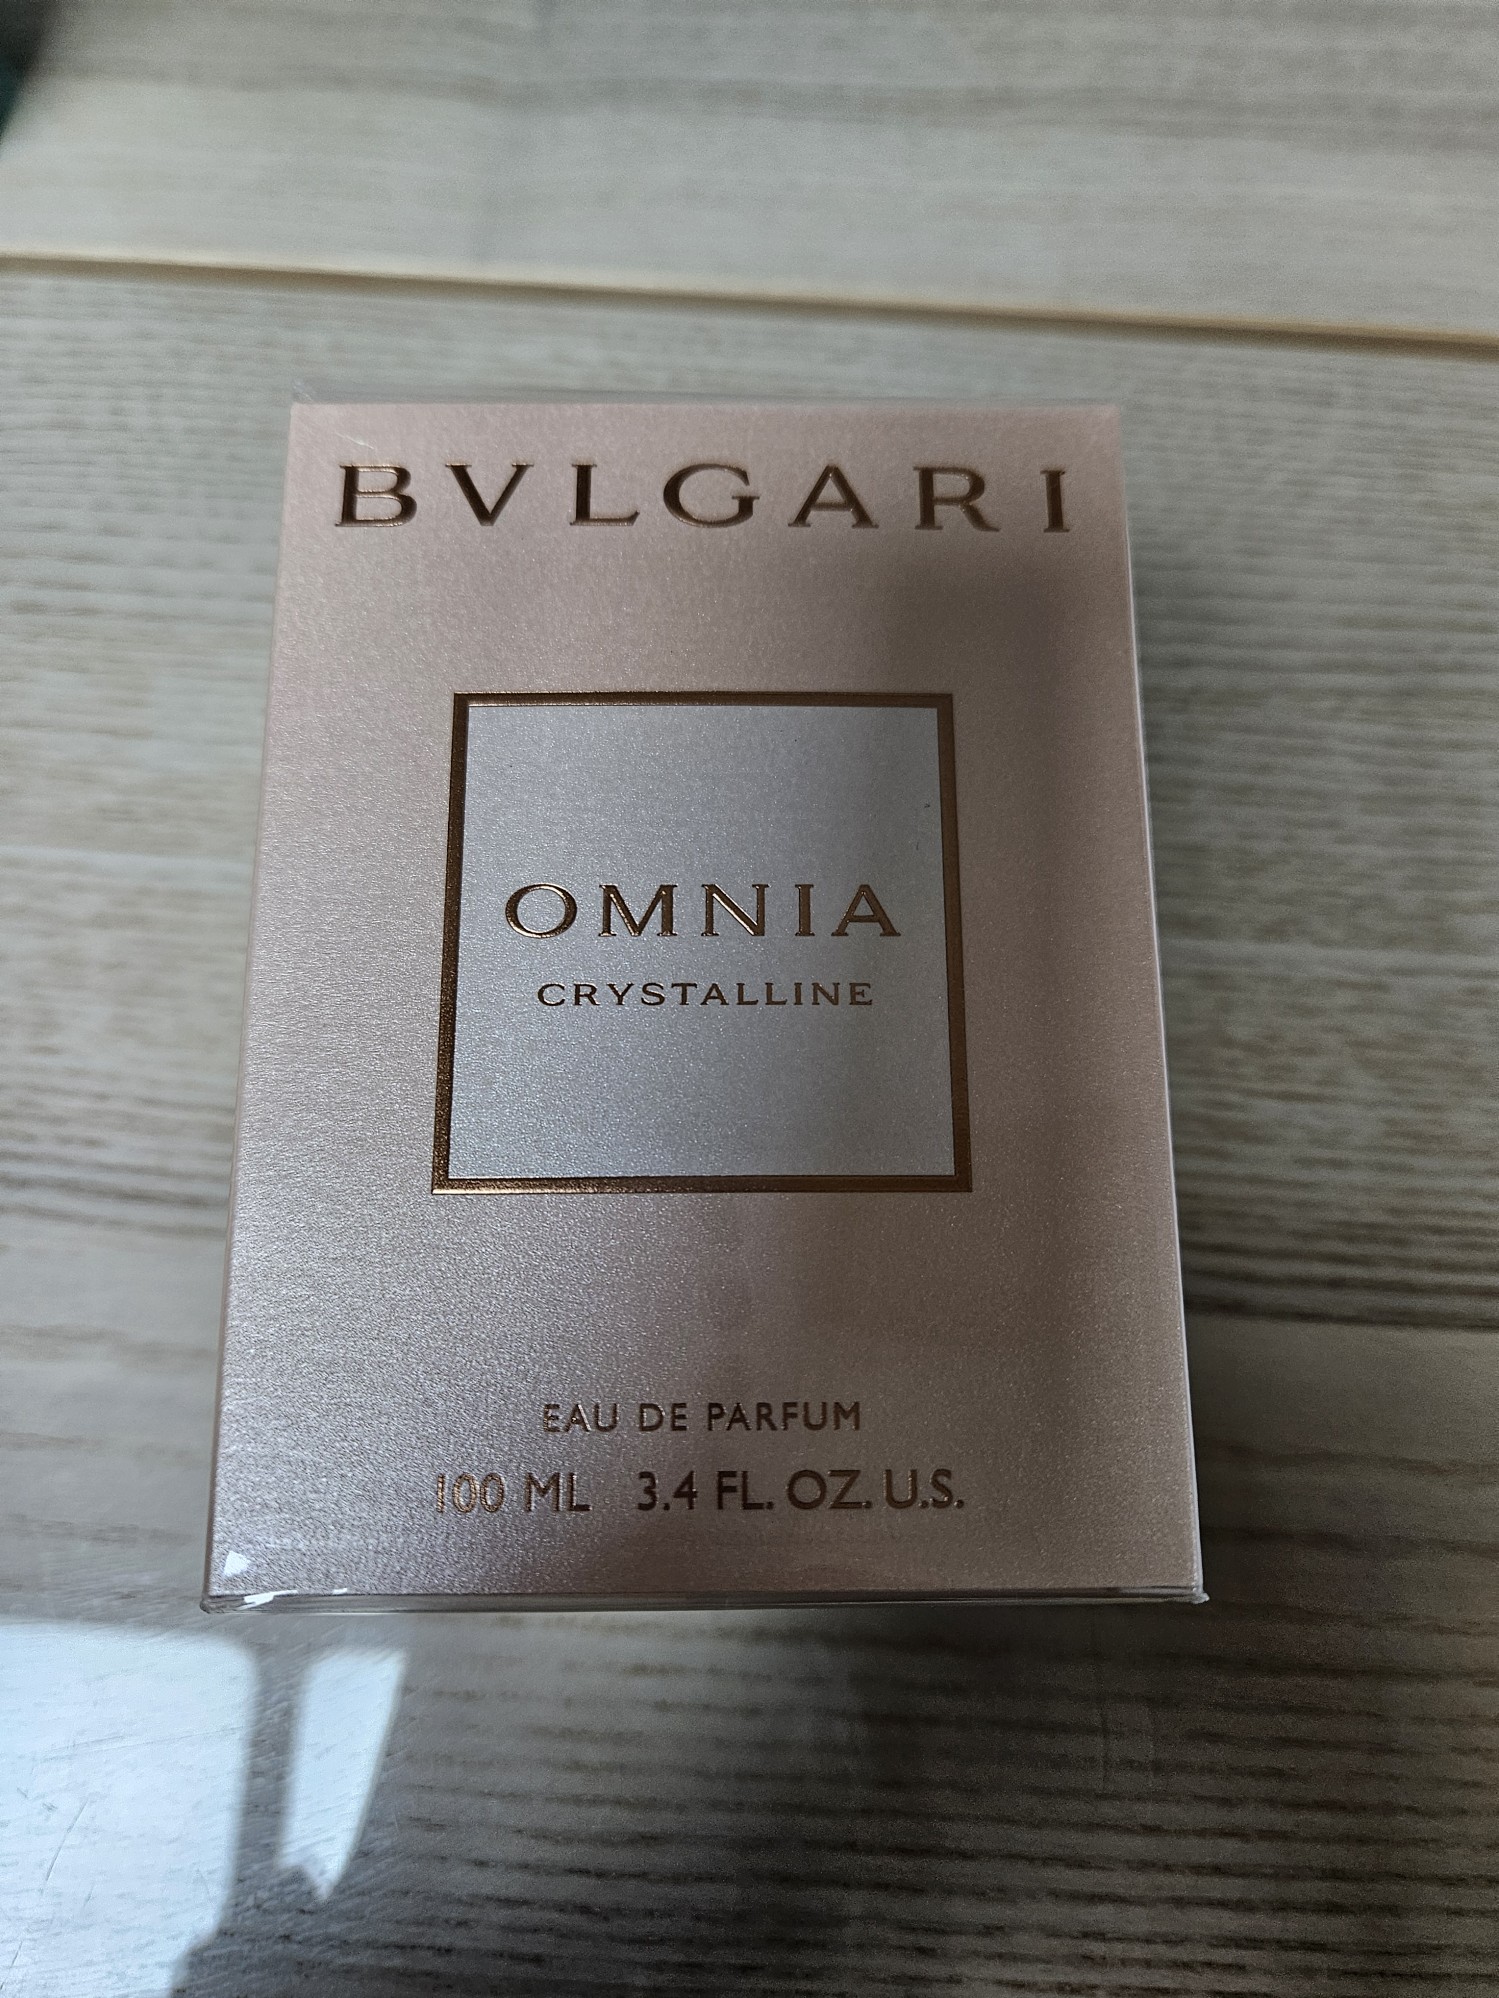 BVLGARI
OMNIA
CRYSTALLINE
EAU DE PARFUM
100 ML 3.4 FL. OZ. U.S.